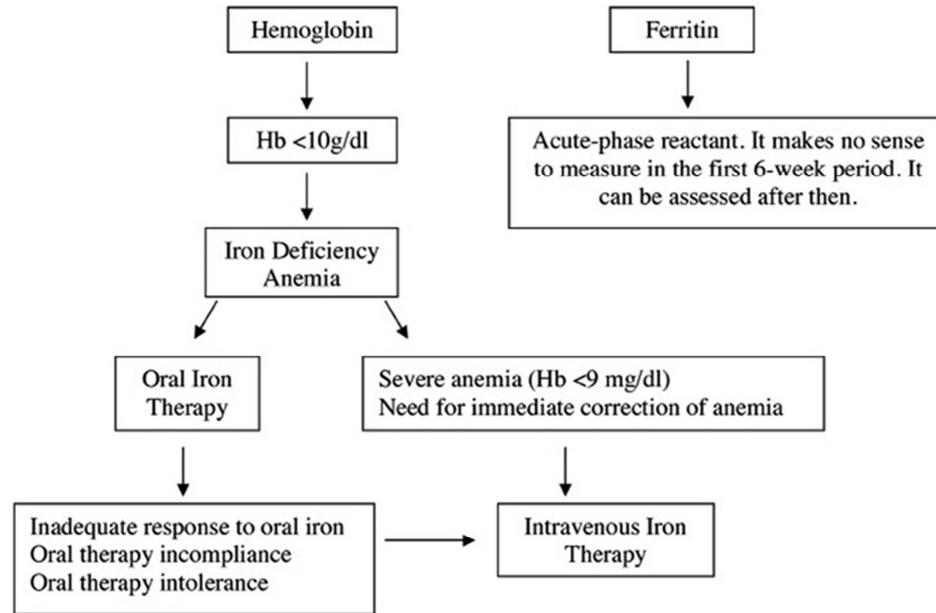 Hemoglobin
Ferritin
Hb <10g/dl
Acute-phase reactant. It makes no sense
to measure in the first 6-week period. It
can be assessed after then.
Iron Deficiency
Anemia
Oral Iron
Therapy
Severe anemia (Hb <9 mg/dl)
Need for immediate correction of anemia
Inadequate response to oral iron
Oral therapy incompliance
Oral therapy intolerance
Intravenous Iron
Therapy